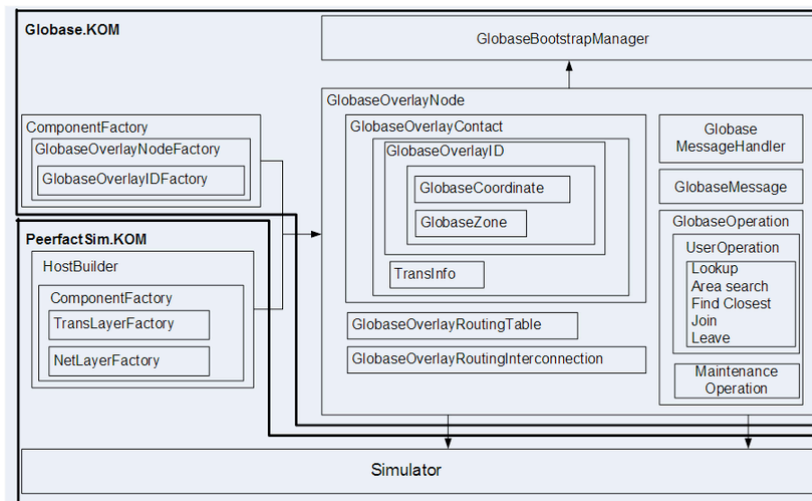 Globase.KOM
GlobaseBootstrapManager
GlobaseOverlayNode
ComponentFactory
GlobaseOverlayNodeFactory
GlobaseOverlayIDFactory
GlobaseOverlayContact
GlobaseOverlayID
GlobaseCoordinate
GlobaseZone
TransInfo
GlobaseOverlayRoutingTable
GlobaseOverlayRoutingInterconnection
Globase
MessageHandler
GlobaseMessage
GlobaseOperation
UserOperation
Lookup
Area search
Find Closest
Join
Leave
Maintenance
Operation
PeerfactSim.KOM
HostBuilder
ComponentFactory
TransLayerFactory
NetLayerFactory
Simulator